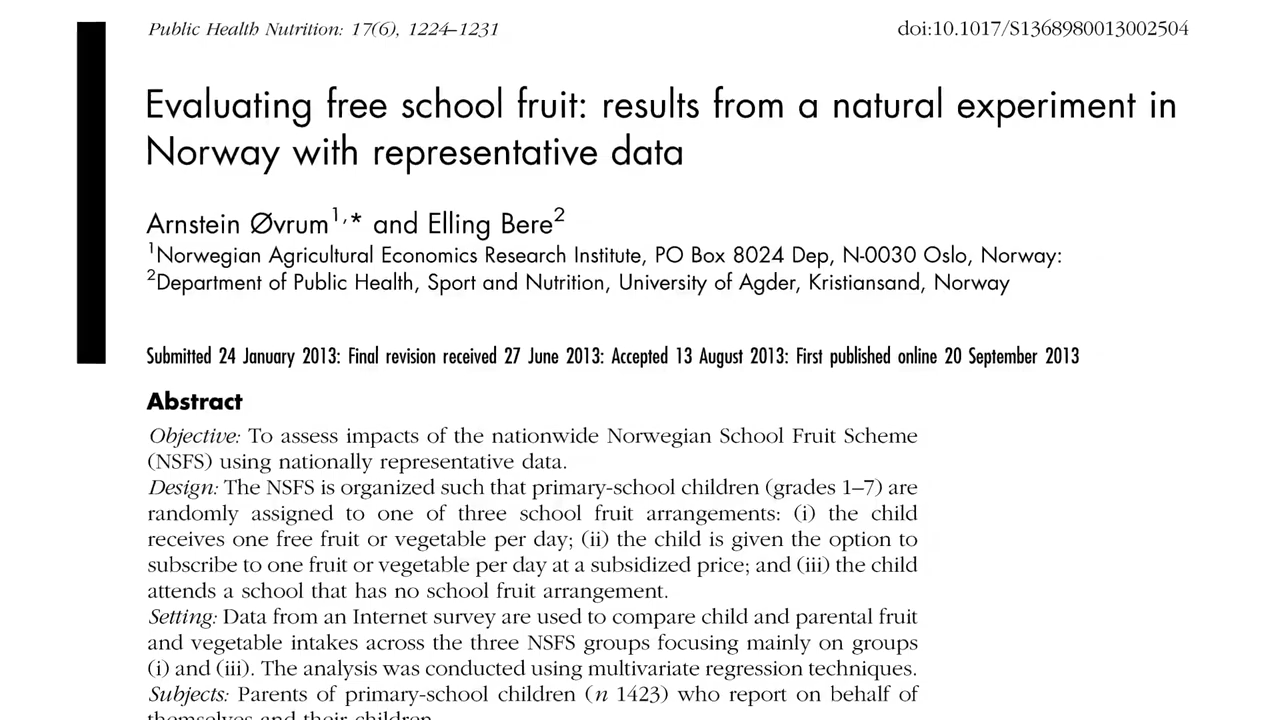 Public Health Nutrition: 17(6), 1224–1231
doi:10.1017/S1368980013002504
Evaluating free school fruit: results from a natural experiment in
Norway with representative data
Arnstein Øvrum1,* and Elling Bere2
1Norwegian Agricultural Economics Research Institute, PO Box 8024 Dep, N-0030 Oslo, Norway:
2Department of Public Health, Sport and Nutrition, University of Agder, Kristiansand, Norway
Submitted 24 January 2013: Final revision received 27 June 2013: Accepted 13 August 2013: First published online 20 September 2013
Abstract
Objective: To assess impacts of the nationwide Norwegian School Fruit Scheme
(NSFS) using nationally representative data.
Design: The NSFS is organized such that primary-school children (grades 1–7) are
randomly assigned to one of three school fruit arrangements: (i) the child
receives one free fruit or vegetable per day; (ii) the child is given the option to
subscribe to one fruit or vegetable per day at a subsidized price; and (iii) the child
attends a school that has no school fruit arrangement.
Setting: Data from an Internet survey are used to compare child and parental fruit
and vegetable intakes across the three NSFS groups focusing mainly on groups
(i) and (iii). The analysis was conducted using multivariate regression techniques.
Subjects: Parents of primary-school children (n 1423) who report on behalf of
themselves and their children.